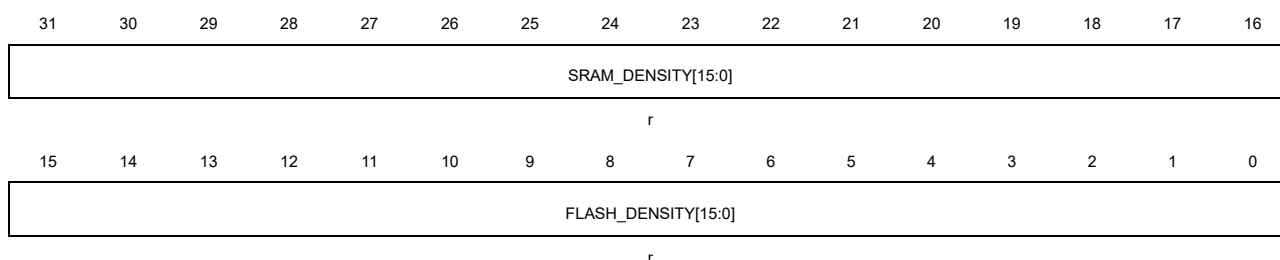 31 30 29 28 27 26 25 24 23 22 21 20 19 18 17 16
SRAM_DENSITY[15:0]
r
15 14 13 12 11 10 9 8 7 6 5 4 3 2 1 0
FLASH_DENSITY[15:0]
r